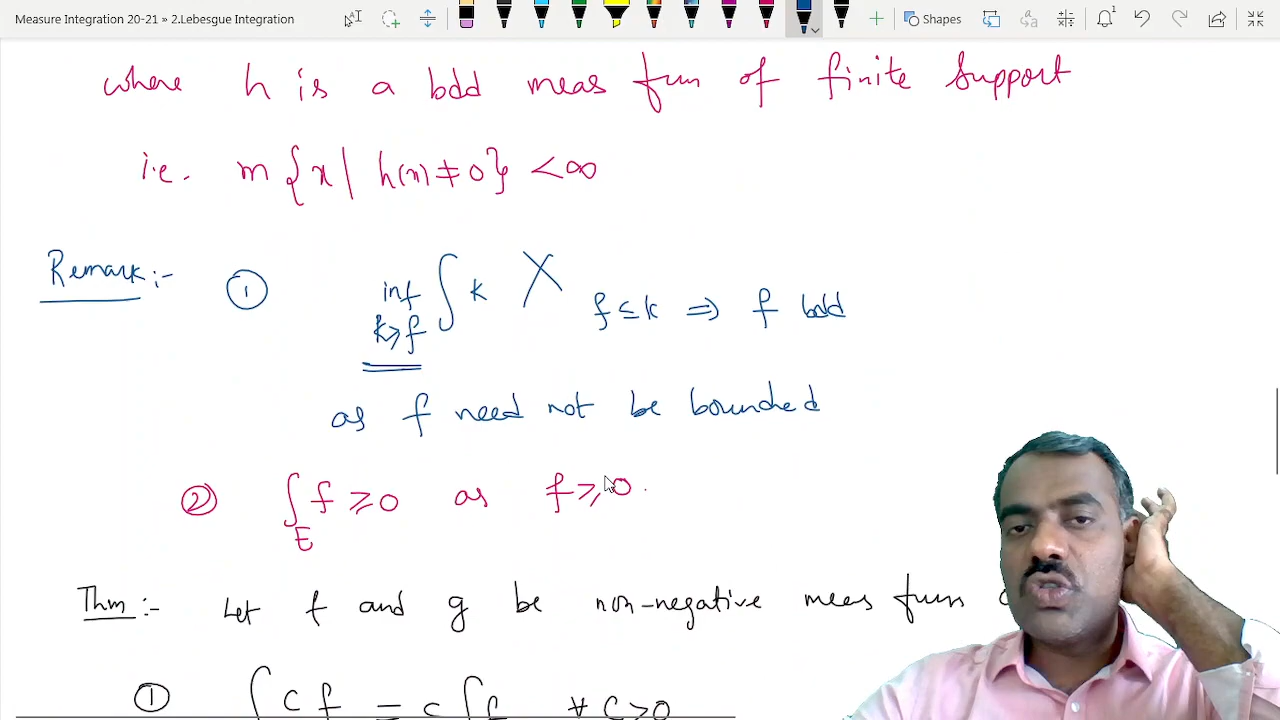 Measure Integration 20-21 » 2.Lebesgue Integration
Shapes
where h is a bdd meas fun of finite support
i.e. m{x| h(x) ≠ 0} < ∞
Remark :- ① inf ∫ k X f ≤ k ⇒ f bdd
k ≥ f
as f need not be bounded
② ∫ f ≥ 0 as f ≥ 0.
E
Thm :- Let f and g be non-negative meas fun
① ∫ c f = c ∫ f ∀ c > 0